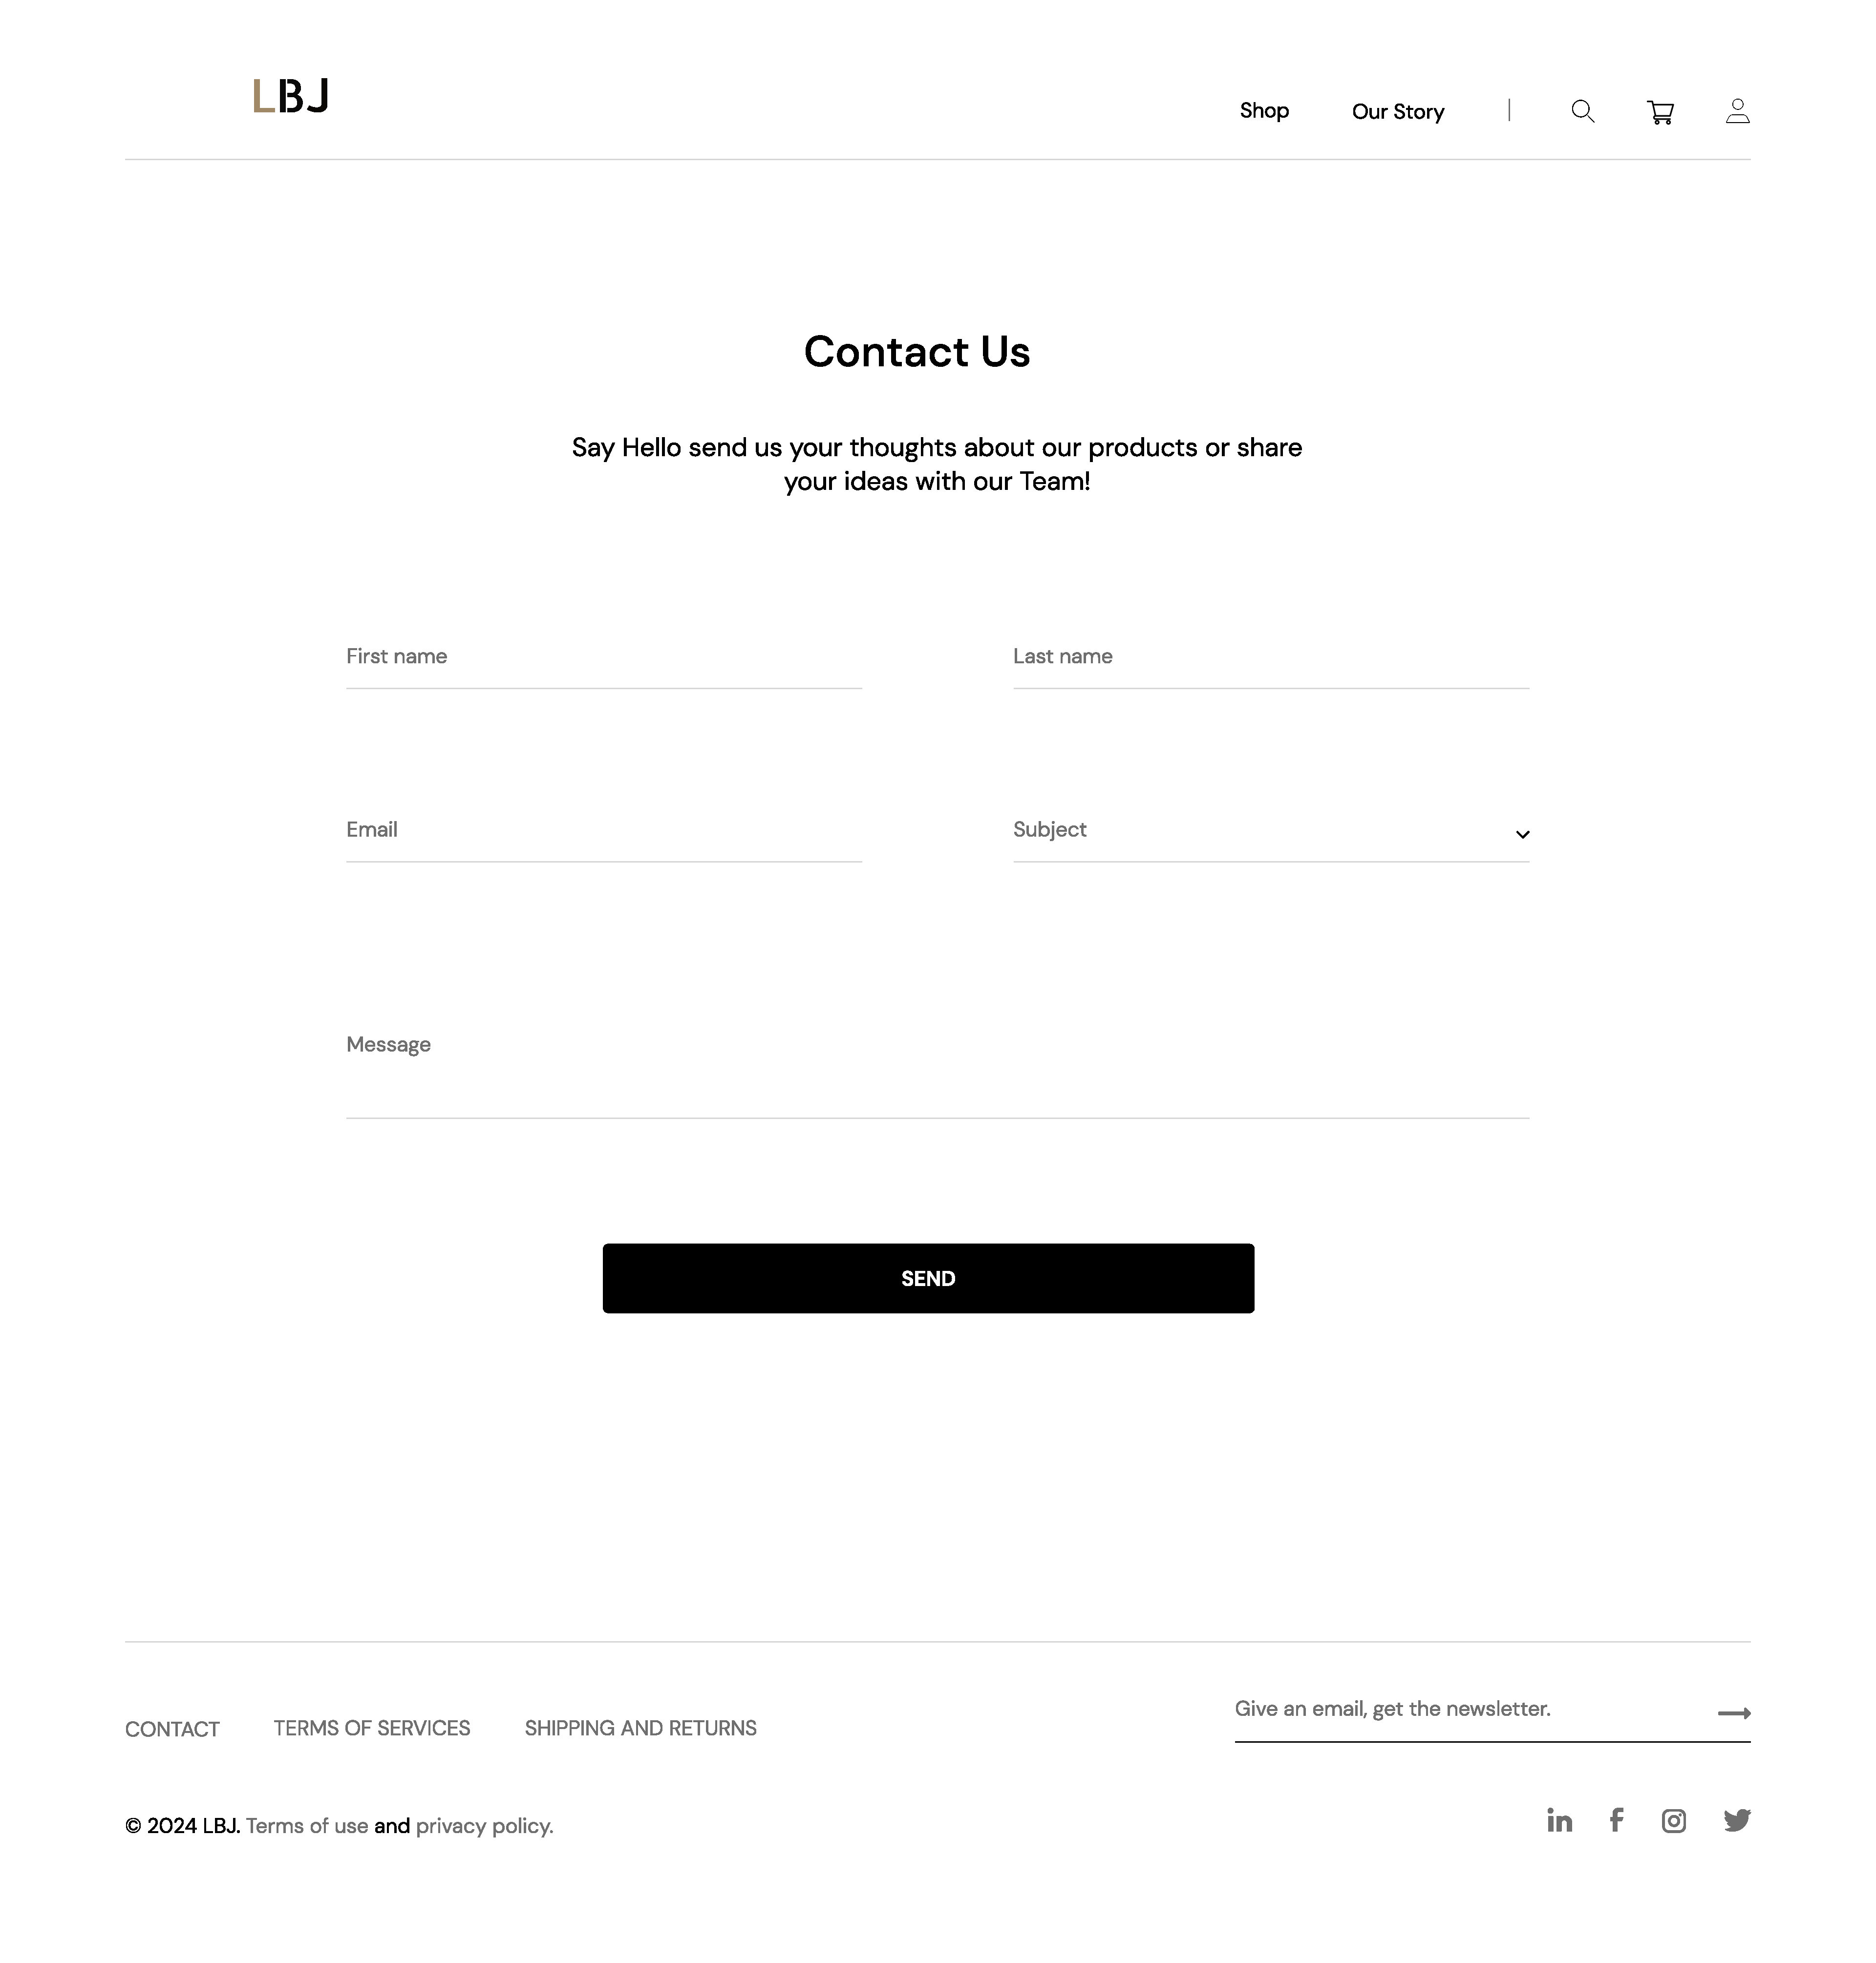 LBJ
Shop
Our Story
Contact Us
Say Hello send us your thoughts about our products or share
your ideas with our Team!
First name
Last name
Email
Subject
Message
SEND
Give an email, get the newsletter.
CONTACT
TERMS OF SERVICES
SHIPPING AND RETURNS
© 2024 LBJ. Terms of use and privacy policy.